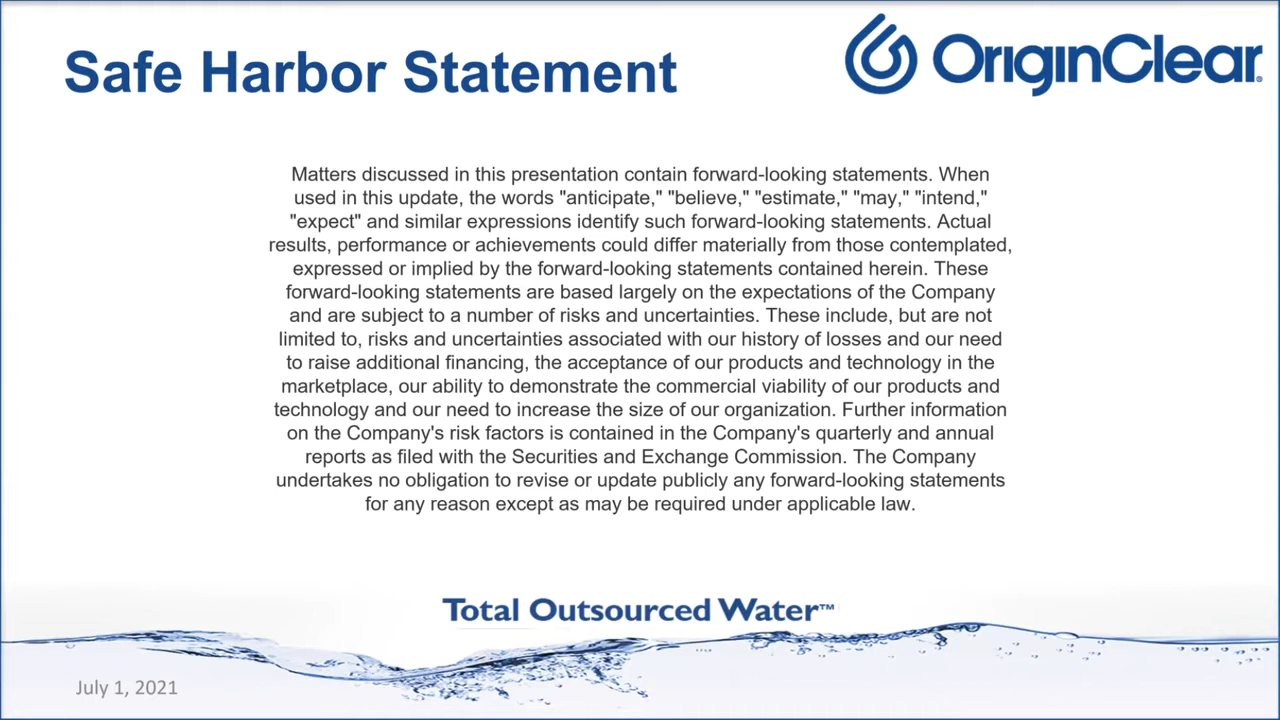 Safe Harbor Statement
OriginClear®
Matters discussed in this presentation contain forward-looking statements. When
used in this update, the words "anticipate," "believe," "estimate," "may," "intend,"
"expect" and similar expressions identify such forward-looking statements. Actual
results, performance or achievements could differ materially from those contemplated,
expressed or implied by the forward-looking statements contained herein. These
forward-looking statements are based largely on the expectations of the Company
and are subject to a number of risks and uncertainties. These include, but are not
limited to, risks and uncertainties associated with our history of losses and our need
to raise additional financing, the acceptance of our products and technology in the
marketplace, our ability to demonstrate the commercial viability of our products and
technology and our need to increase the size of our organization. Further information
on the Company's risk factors is contained in the Company's quarterly and annual
reports as filed with the Securities and Exchange Commission. The Company
undertakes no obligation to revise or update publicly any forward-looking statements
for any reason except as may be required under applicable law.
Total Outsourced Water™
July 1, 2021